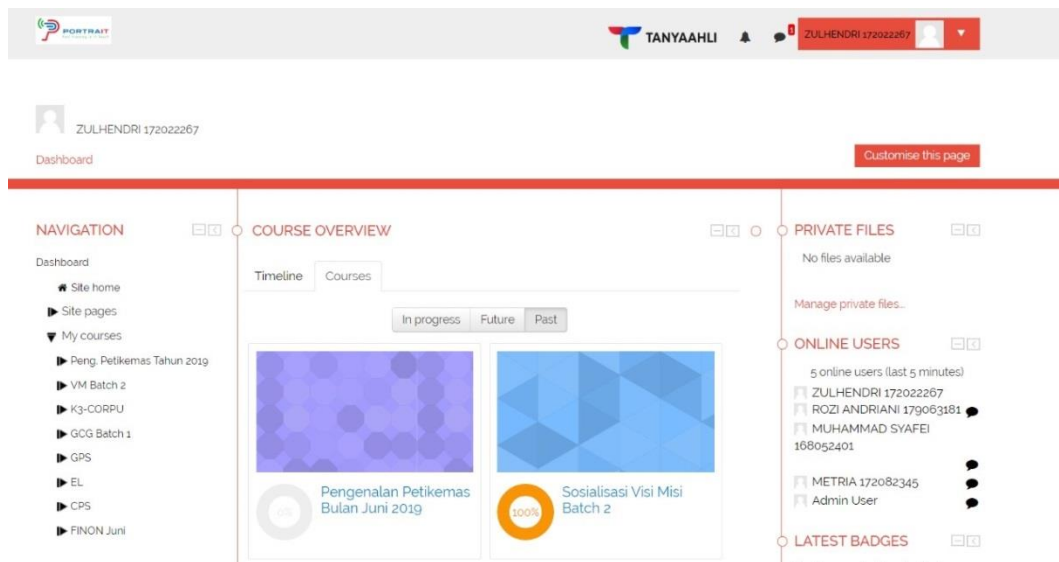 PORTRAIT
TANYAAHLI
ZULHENDRI 172022267
ZULHENDRI 172022267
Dashboard
Customise this page
NAVIGATION
Dashboard
Site home
Site pages
My courses
Peng. Petikemas Tahun 2019
VM Batch 2
K3-CORPU
GCG Batch 1
GPS
EL
CPS
FINON Juni
COURSE OVERVIEW
Timeline Courses
In progress Future Past
0%
Pengenalan Petikemas
Bulan Juni 2019
100%
Sosialisasi Visi Misi
Batch 2
PRIVATE FILES
No files available
Manage private files...
ONLINE USERS
5 online users (last 5 minutes)
ZULHENDRI 172022267
ROZI ANDRIANI 179063181
MUHAMMAD SYAFEI
168052401
METRIA 172082345
Admin User
LATEST BADGES